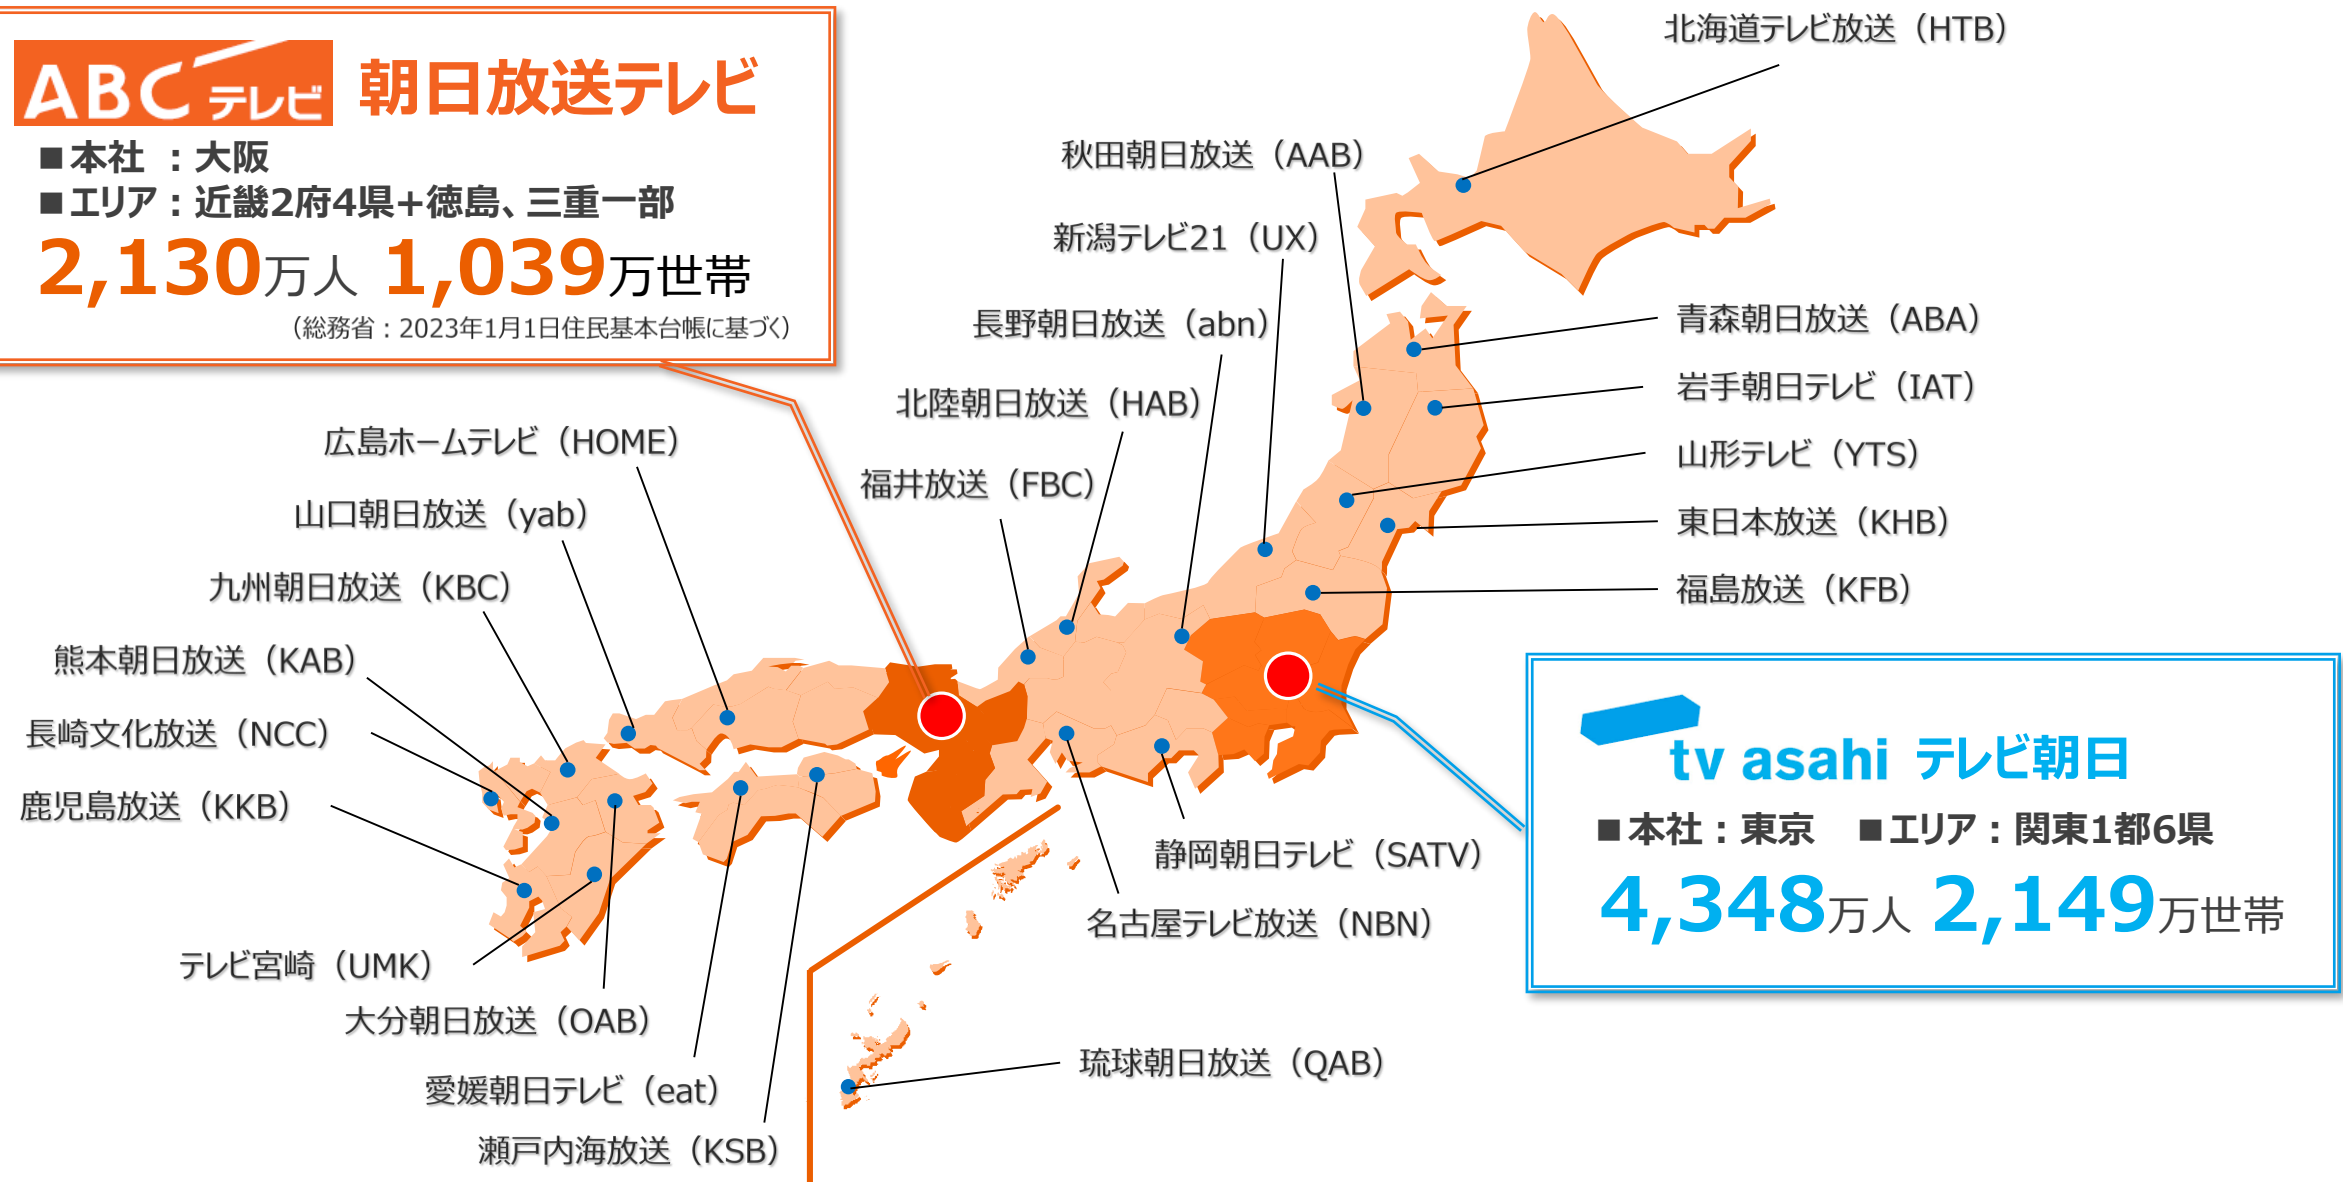 ABCテレビ 朝日放送テレビ
■本社 ：大阪
■エリア：近畿2府4県+徳島、三重一部
2,130万人 1,039万世帯
（総務省：2023年1月1日住民基本台帳に基づく）
北海道テレビ放送（HTB）
秋田朝日放送（AAB）
新潟テレビ21（UX）
長野朝日放送（abn）
北陸朝日放送（HAB）
福井放送（FBC）
青森朝日放送（ABA）
岩手朝日テレビ（IAT）
山形テレビ（YTS）
東日本放送（KHB）
福島放送（KFB）
広島ホームテレビ（HOME）
山口朝日放送（yab）
九州朝日放送（KBC）
熊本朝日放送（KAB）
長崎文化放送（NCC）
鹿児島放送（KKB）
テレビ宮崎（UMK）
大分朝日放送（OAB）
愛媛朝日テレビ（eat）
瀬戸内海放送（KSB）
静岡朝日テレビ（SATV）
名古屋テレビ放送（NBN）
琉球朝日放送（QAB）
tv asahi テレビ朝日
■本社：東京 ■エリア：関東1都6県
4,348万人 2,149万世帯